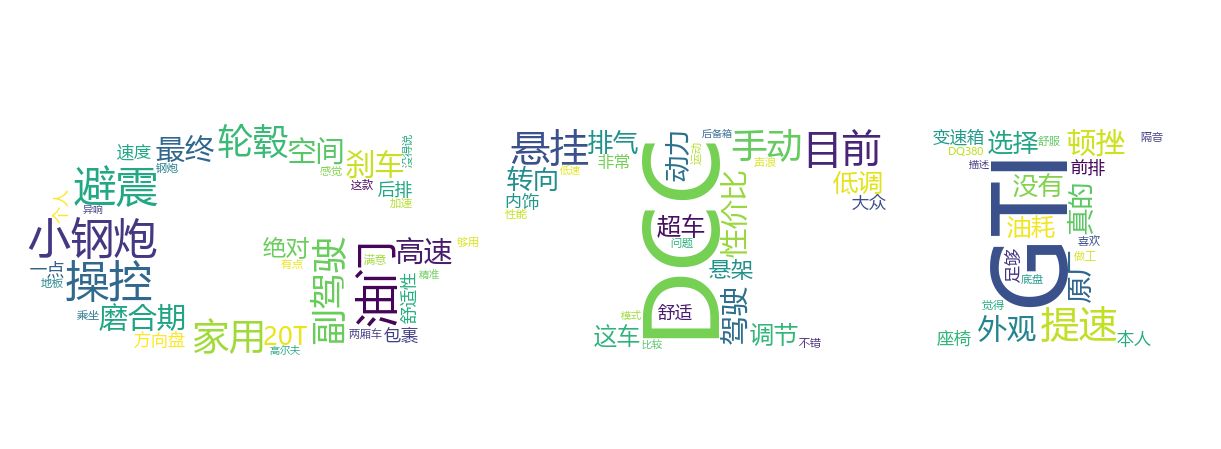 轮毂
最终
空间
速度
钢炮
刹车
没得说
感觉
这款
后排
加速
避震
个人
异响
小钢炮
绝对
有点
副驾驶
油门
满意
高速
够用
精准
舒适性
一点
地板
操控
乘坐
磨合期
方向盘
家用
20T
高尔夫
两厢车
包裹
悬挂
排气
非常
低速
转向
内饰
性能
动力
后备箱
运动
手动
声浪
目前
低调
大众
DCC
超车
问题
性价比
悬架
舒适
模式
这车
比较
驾驶
调节
不错
变速箱
DQ380
选择
舒服
顿挫
隔音
描述
前排
GTI
没有
油耗
真的
喜欢
做工
足够
底盘
原厂
觉得
座椅
外观
提速
本人